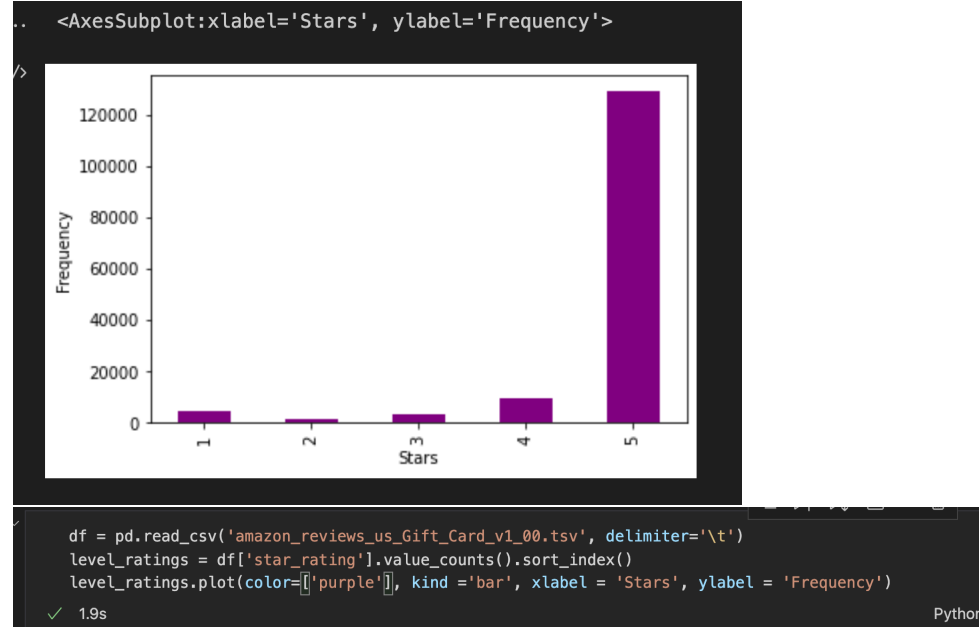 <AxesSubplot:xlabel='Stars', ylabel='Frequency'>
/>
120000
100000
80000
60000
40000
20000
0
Frequency
1
2
3
4
5
Stars
df = pd.read_csv('amazon_reviews_us_Gift_Card_v1_00.tsv', delimiter='\t')
level_ratings = df['star_rating'].value_counts().sort_index()
level_ratings.plot(color=['purple'], kind ='bar', xlabel = 'Stars', ylabel = 'Frequency')
1.9s
Python